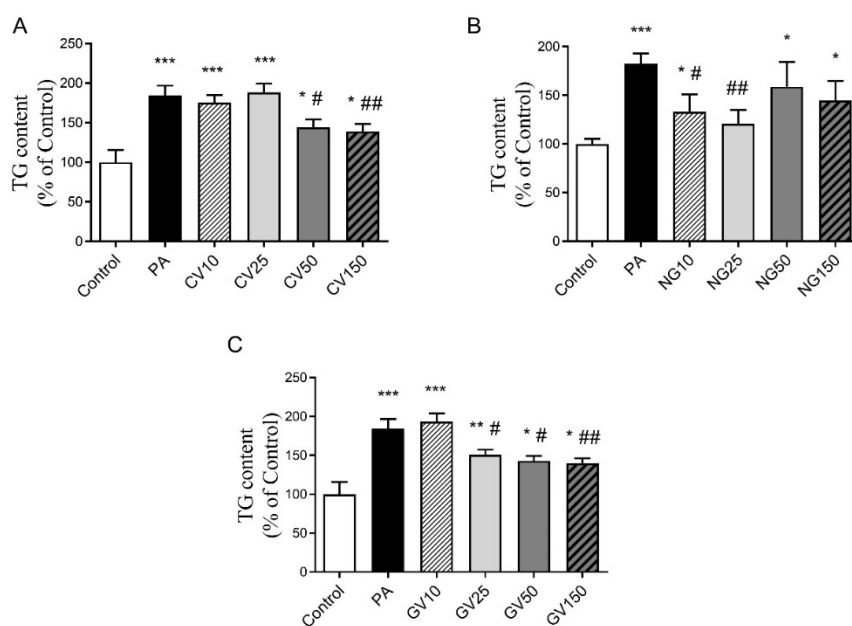 A
TG content
(% of Control)
250
200
150
100
50
0
*** *** *** * # * ##
Control PA CV10 CV25 CV50 CV150
B
TG content
(% of Control)
200
150
100
50
0
*** * # ## * *
Control PA NG10 NG25 NG50 NG150
C
TG content
(% of Control)
250
200
150
100
50
0
*** *** ** # * # * ##
Control PA GV10 GV25 GV50 GV150